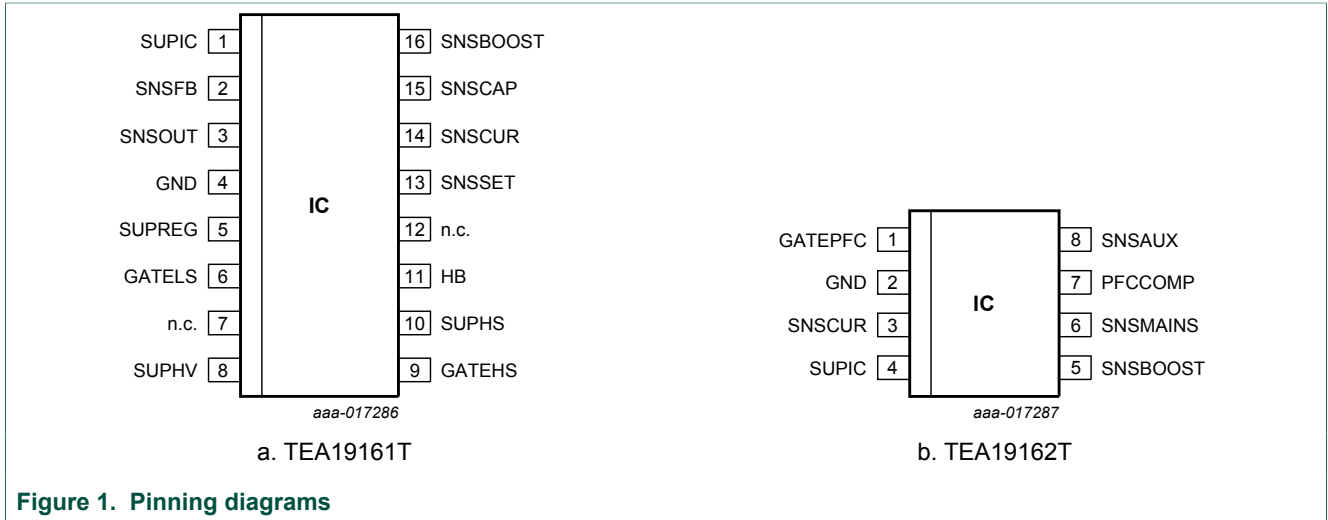 SUPIC 1
SNSFB 2
SNSOUT 3
GND 4
SUPREG 5
GATELS 6
n.c. 7
SUPHV 8
IC
16 SNSBOOST
15 SNSCAP
14 SNSCUR
13 SNSSET
12 n.c.
11 HB
10 SUPHS
9 GATEHS
aaa-017286
a. TEA19161T
GATEPFC 1
GND 2
SNSCUR 3
SUPIC 4
IC
8 SNSAUX
7 PFCCOMP
6 SNSMAINS
5 SNSBOOST
aaa-017287
b. TEA19162T
Figure 1. Pinning diagrams